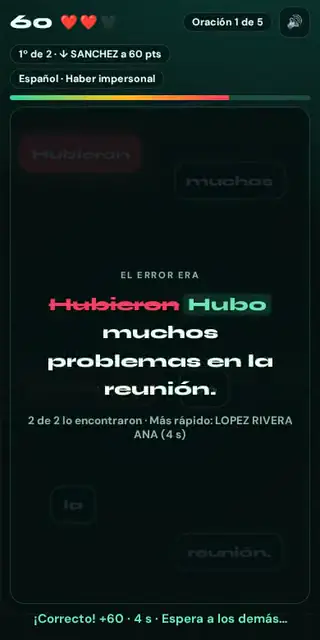 60 ❤️❤️🖤
Oración 1 de 5
1º de 2 · ↓ SANCHEZ a 60 pts
Español · Haber impersonal
Hubieron
muchos
EL ERROR ERA
Hubieron Hubo
muchos
problemas en la
reunión.
2 de 2 lo encontraron · Más rápido: LOPEZ RIVERA
ANA (4 s)
la
reunión.
¡Correcto! +60 · 4 s · Espera a los demás…